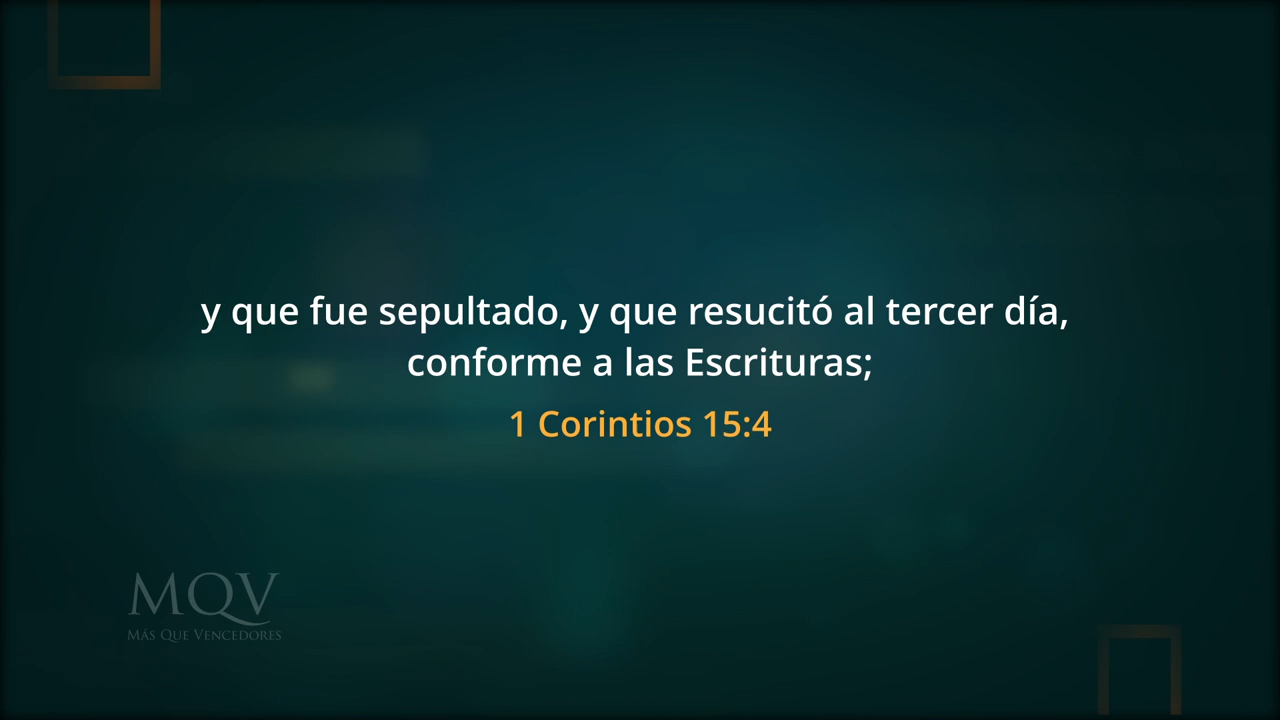 y que fue sepultado, y que resucitó al tercer día,
conforme a las Escrituras;
1 Corintios 15:4
MQV
Más Que Vencedores